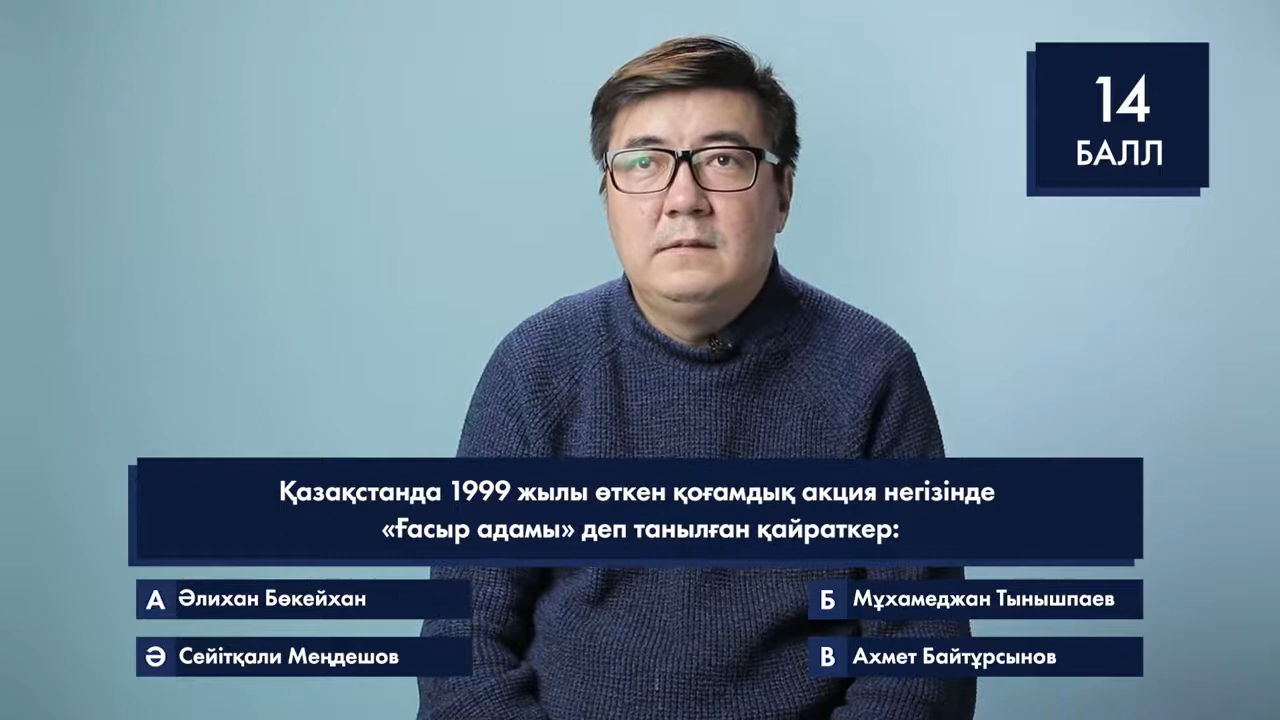 14
БАЛЛ
Қазақстанда 1999 жылы өткен қоғамдық акция негізінде
«Ғасыр адамы» деп танылған қайраткер:
А Әлихан Бөкейхан
Б Мұхамеджан Тынышпаев
Ә Сейітқали Меңдешов
В Ахмет Байтұрсынов